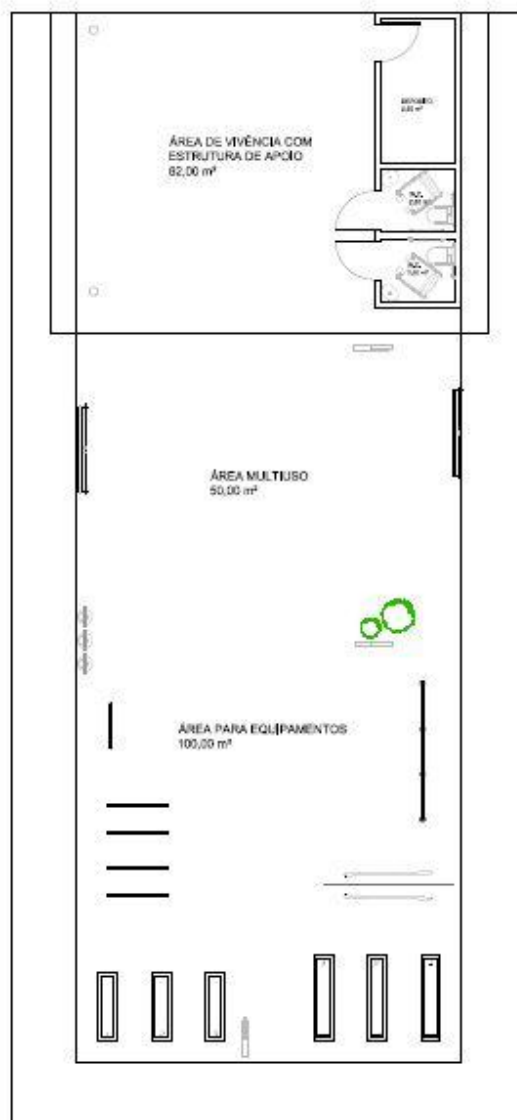 DEPÓSITO
ÁREA DE VIVÊNCIA COM
ESTRUTURA DE APOIO
82,00 m²
W.C.
W.C.
ÁREA MULTIUSO
50,00 m²
ÁREA PARA EQUIPAMENTOS
100,00 m²